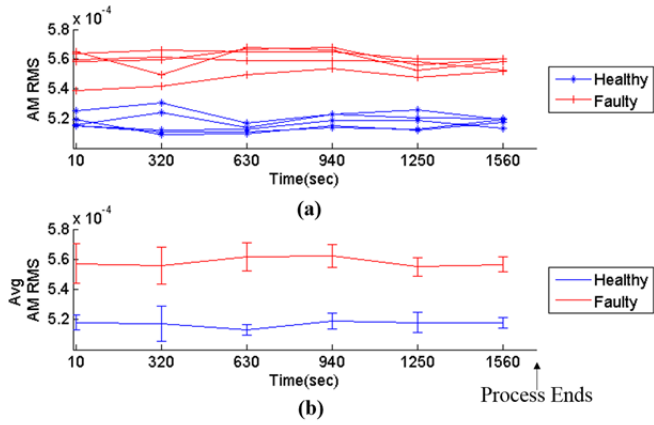 x 10^-4
5.8
5.6
5.4
5.2
AM RMS
10 320 630 940 1250 1560
Time(sec)
Healthy
Faulty
(a)
x 10^-4
5.8
5.6
5.4
5.2
Avg
AM RMS
10 320 630 940 1250 1560
Time(sec)
Healthy
Faulty
Process Ends
(b)